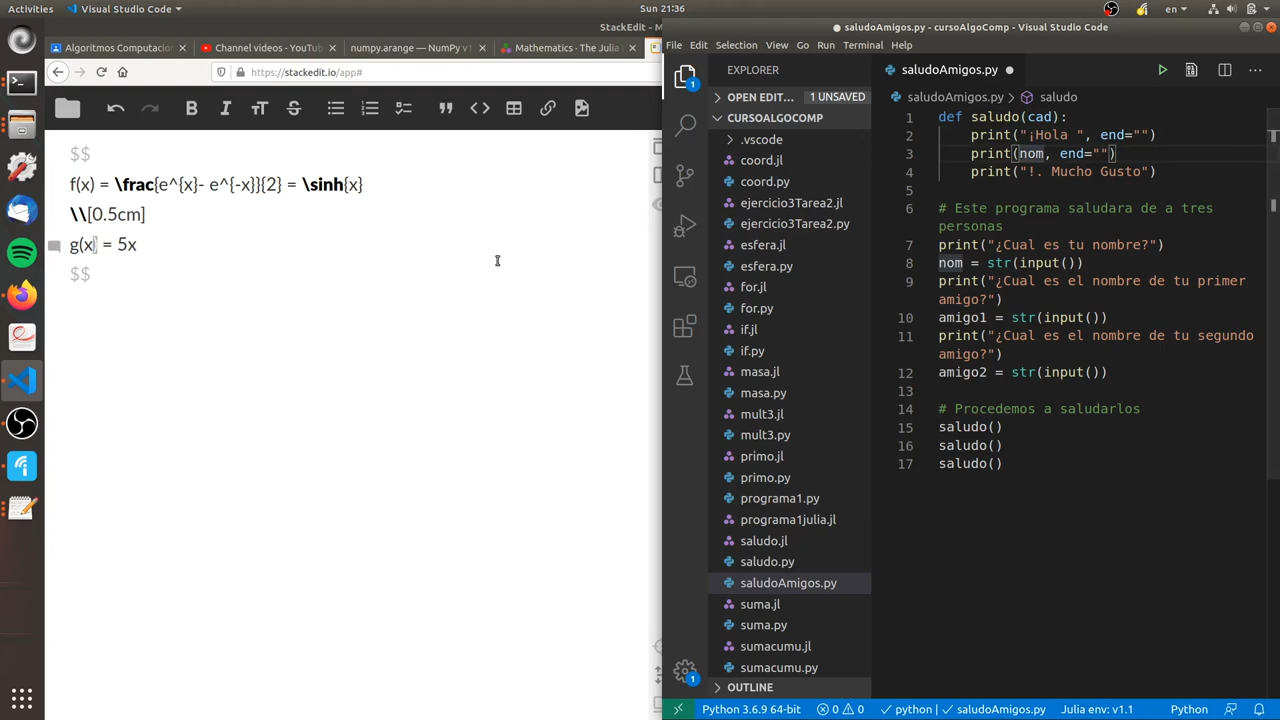 Activities
Visual Studio Code
Sun 21:36
en
StackEdit -
saludoAmigos.py - cursoAlgoComp - Visual Studio Code
Algoritmos Computacion
Channel videos - YouTub
numpy.arange — NumPy v1
Mathematics - The Julia L
https://stackedit.io/app#
$$
f(x) = \frac{e^{x}- e^{-x}}{2} = \sinh{x}
\\[0.5cm]
g(x) = 5x
$$
File Edit Selection View Go Run Terminal Help
1
EXPLORER
OPEN EDIT... 1 UNSAVED
CURSOALGOCOMP
.vscode
coord.jl
coord.py
ejercicio3Tarea2.jl
ejercicio3Tarea2.py
esfera.jl
esfera.py
for.jl
for.py
if.jl
if.py
masa.jl
masa.py
mult3.jl
mult3.py
primo.jl
primo.py
programa1.py
programa1julia.jl
saludo.jl
saludo.py
saludoAmigos.py
suma.jl
suma.py
sumacumu.jl
sumacumu.py
OUTLINE
1
saludoAmigos.py
saludoAmigos.py > saludo
1 def saludo(cad):
2 print("¡Hola ", end="")
3 print(nom, end="")
4 print("!. Mucho Gusto")
5
6 # Este programa saludara de a tres
personas
7 print("¿Cual es tu nombre?")
8 nom = str(input())
9 print("¿Cual es el nombre de tu primer
amigo?")
10 amigo1 = str(input())
11 print("¿Cual es el nombre de tu segundo
amigo?")
12 amigo2 = str(input())
13
14 # Procedemos a saludarlos
15 saludo()
16 saludo()
17 saludo()
Python 3.6.9 64-bit 0 0 python | saludoAmigos.py Julia env: v1.1 Python